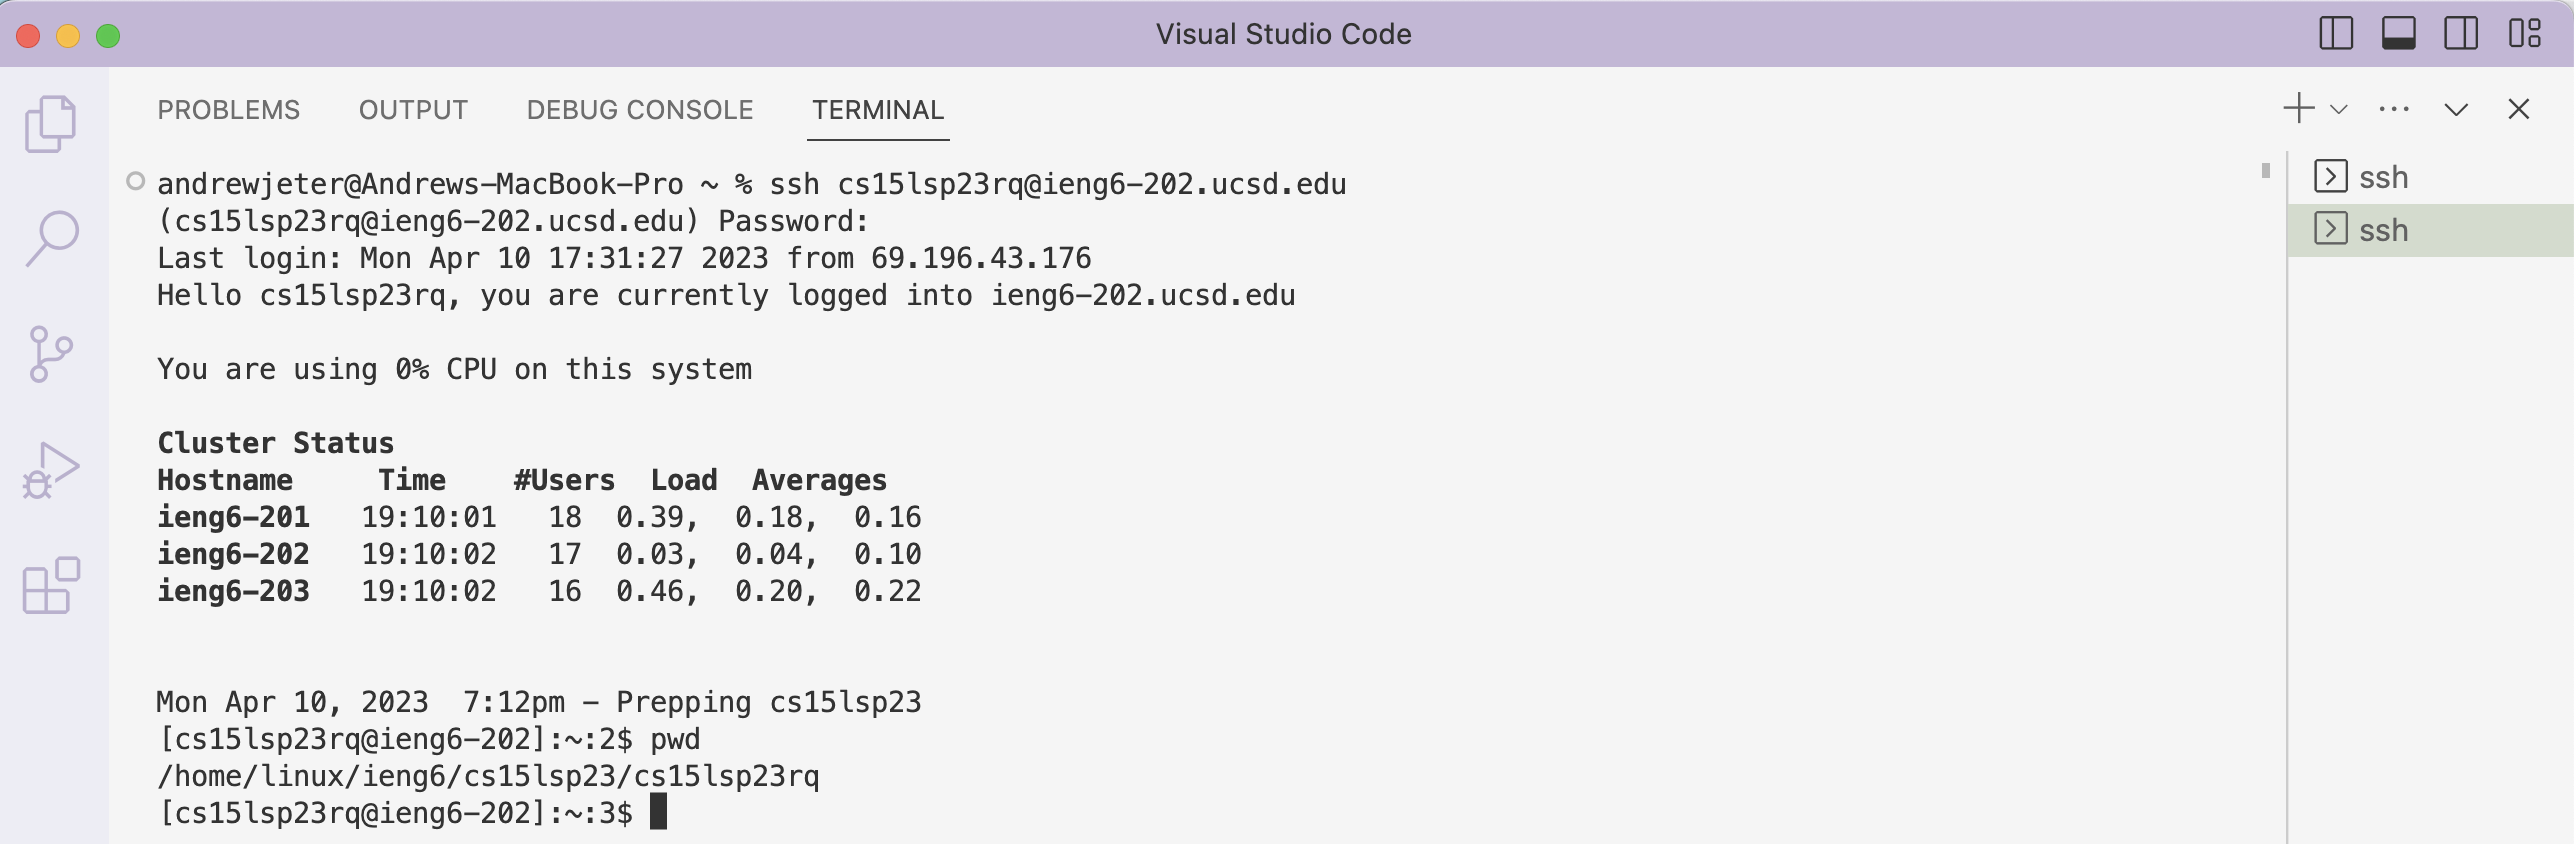 Visual Studio Code
PROBLEMS OUTPUT DEBUG CONSOLE TERMINAL
andrewjeter@Andrews-MacBook-Pro ~ % ssh cs15lsp23rq@ieng6-202.ucsd.edu
(cs15lsp23rq@ieng6-202.ucsd.edu) Password:
Last login: Mon Apr 10 17:31:27 2023 from 69.196.43.176
Hello cs15lsp23rq, you are currently logged into ieng6-202.ucsd.edu
You are using 0% CPU on this system
Cluster Status
Hostname     Time    #Users  Load  Averages
ieng6-201   19:10:01   18  0.39,  0.18,  0.16
ieng6-202   19:10:02   17  0.03,  0.04,  0.10
ieng6-203   19:10:02   16  0.46,  0.20,  0.22
Mon Apr 10, 2023  7:12pm - Prepping cs15lsp23
[cs15lsp23rq@ieng6-202]:~:2$ pwd
/home/linux/ieng6/cs15lsp23/cs15lsp23rq
[cs15lsp23rq@ieng6-202]:~:3$
ssh
ssh